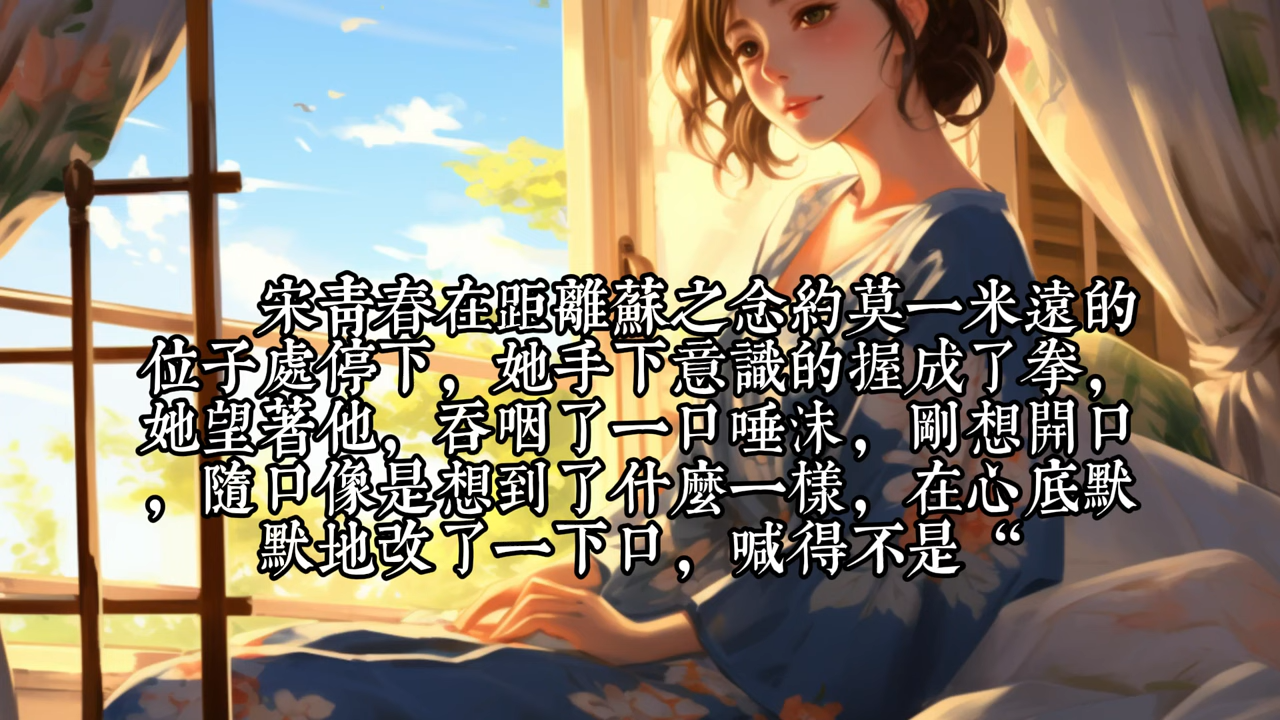 宋青春在距離蘇之念約莫一米遠的
位子處停下，她手下意識的握成了拳，
她望著他，吞咽了一口唾沫，剛想開口
，隨口像是想到了什麼一樣，在心底默
默地改了一下口，喊得不是“